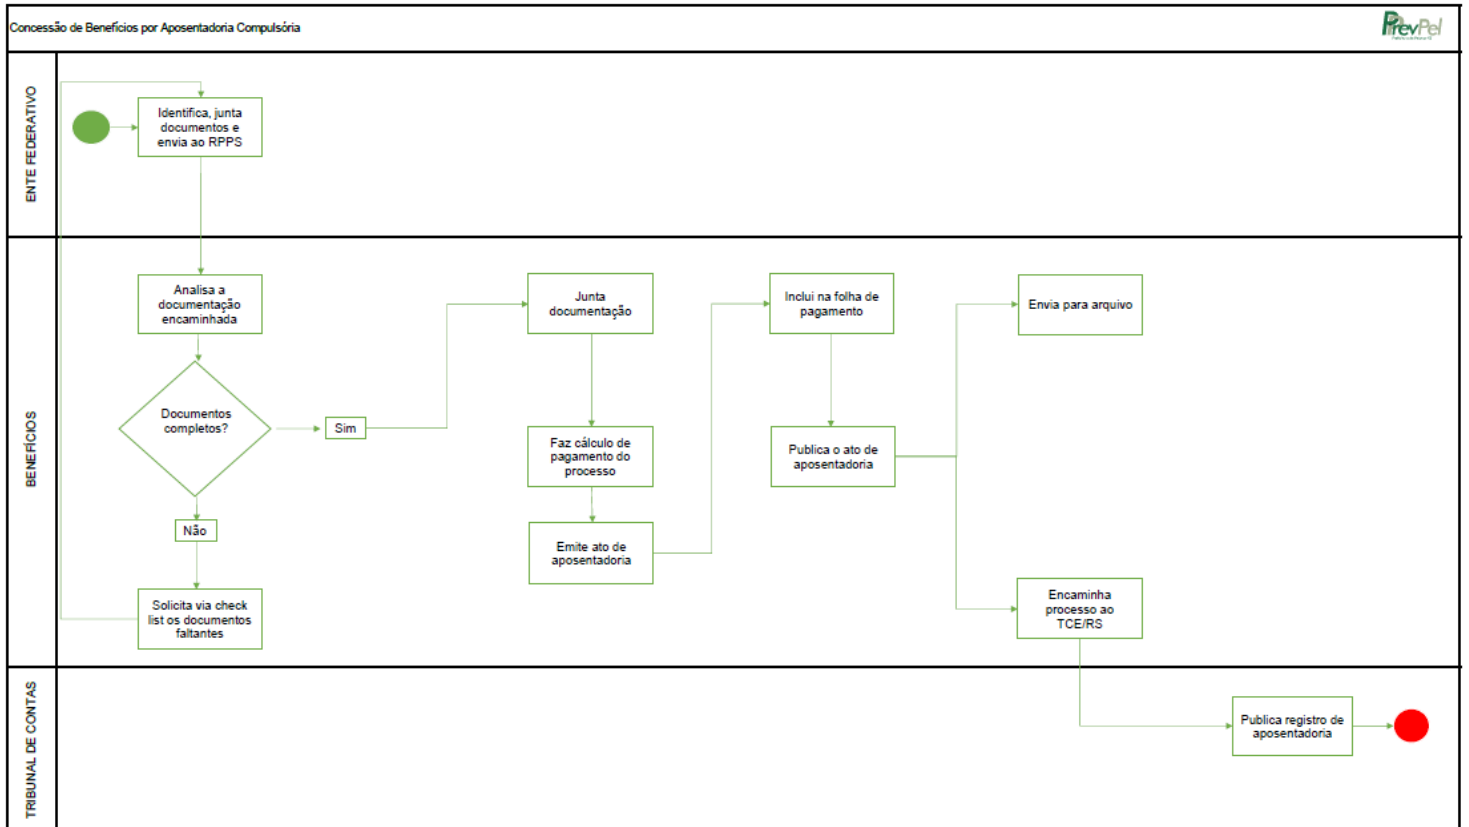 Concessão de Benefícios por Aposentadoria Compulsória
PrevPel
ENTE FEDERATIVO
Identifica, junta
documentos e
envia ao RPPS
BENEFÍCIOS
Analisa a
documentação
encaminhada
Documentos
completos?
Sim
Não
Solicita via check
list os documentos
faltantes
Junta
documentação
Faz cálculo de
pagamento do
processo
Emite ato de
aposentadoria
Inclui na folha de
pagamento
Publica o ato de
aposentadoria
Envia para arquivo
Encaminha
processo ao
TCE/RS
TRIBUNAL DE CONTAS
Publica registro de
aposentadoria